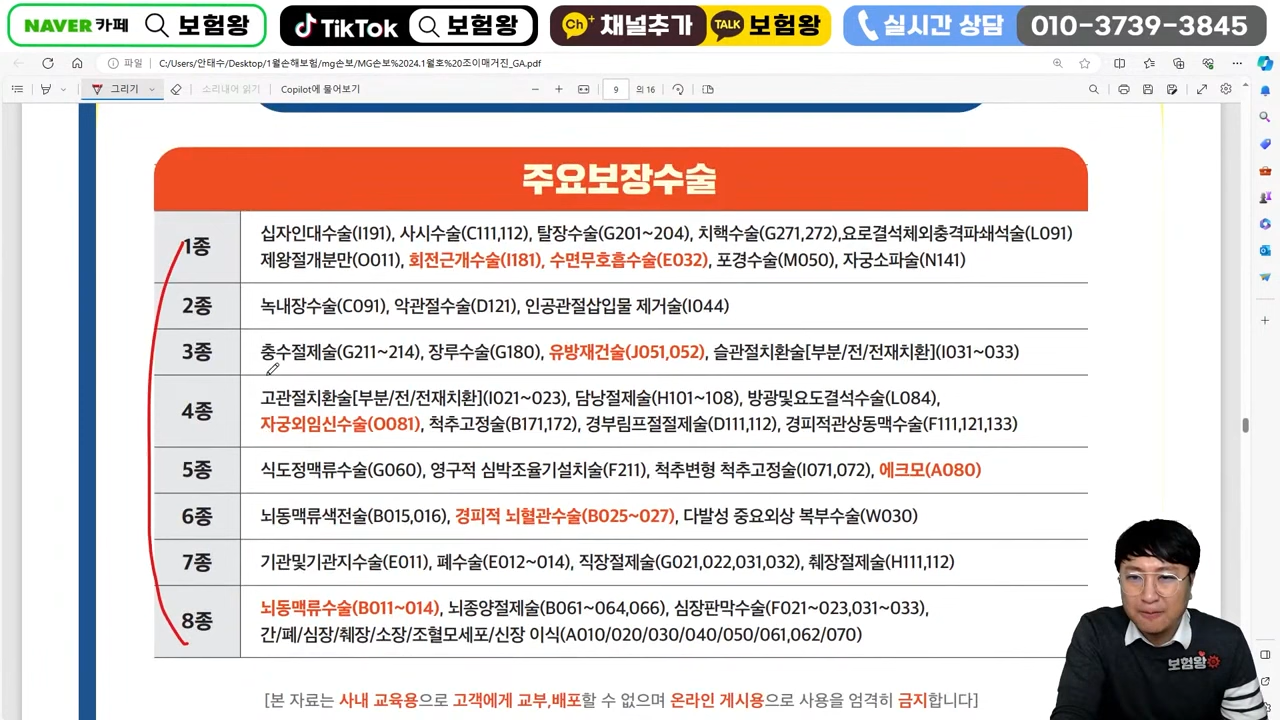 NAVER 카페 보험왕 TikTok 보험왕 Ch+ 채널추가 TALK 보험왕 실시간 상담 010-3739-3845
파일 C:/Users/안태수/Desktop/1월손해보험/mg손보/MG손보%2024.1월호%20조이매거진_GA.pdf
그리기 소리내어 읽기 Copilot에 물어보기 9 의 16
주요보장수술
1종
십자인대수술(I191), 사시수술(C111,112), 탈장수술(G201~204), 치핵수술(G271,272),요로결석체외충격파쇄석술(L091)
제왕절개분만(O011), 회전근개수술(I181), 수면무호흡수술(E032), 포경수술(M050), 자궁소파술(N141)
2종
녹내장수술(C091), 악관절수술(D121), 인공관절삽입물 제거술(I044)
3종
충수절제술(G211~214), 장루수술(G180), 유방재건술(J051,052), 슬관절치환술[부분/전/전재치환](I031~033)
4종
고관절치환술[부분/전/전재치환](I021~023), 담낭절제술(H101~108), 방광및요도결석수술(L084),
자궁외임신수술(O081), 척추고정술(B171,172), 경부림프절절제술(D111,112), 경피적관상동맥수술(F111,121,133)
5종
식도정맥류수술(G060), 영구적 심박조율기설치술(F211), 척추변형 척추고정술(I071,072), 에크모(A080)
6종
뇌동맥류색전술(B015,016), 경피적 뇌혈관수술(B025~027), 다발성 중요외상 복부수술(W030)
7종
기관및기관지수술(E011), 폐수술(E012~014), 직장절제술(G021,022,031,032), 췌장절제술(H111,112)
8종
뇌동맥류수술(B011~014), 뇌종양절제술(B061~064,066), 심장판막수술(F021~023,031~033),
간/폐/심장/췌장/소장/조혈모세포/신장 이식(A010/020/030/040/050/061,062/070)
보험왕
[본 자료는 사내 교육용으로 고객에게 교부,배포할 수 없으며 온라인 게시용으로 사용을 엄격히 금지합니다]